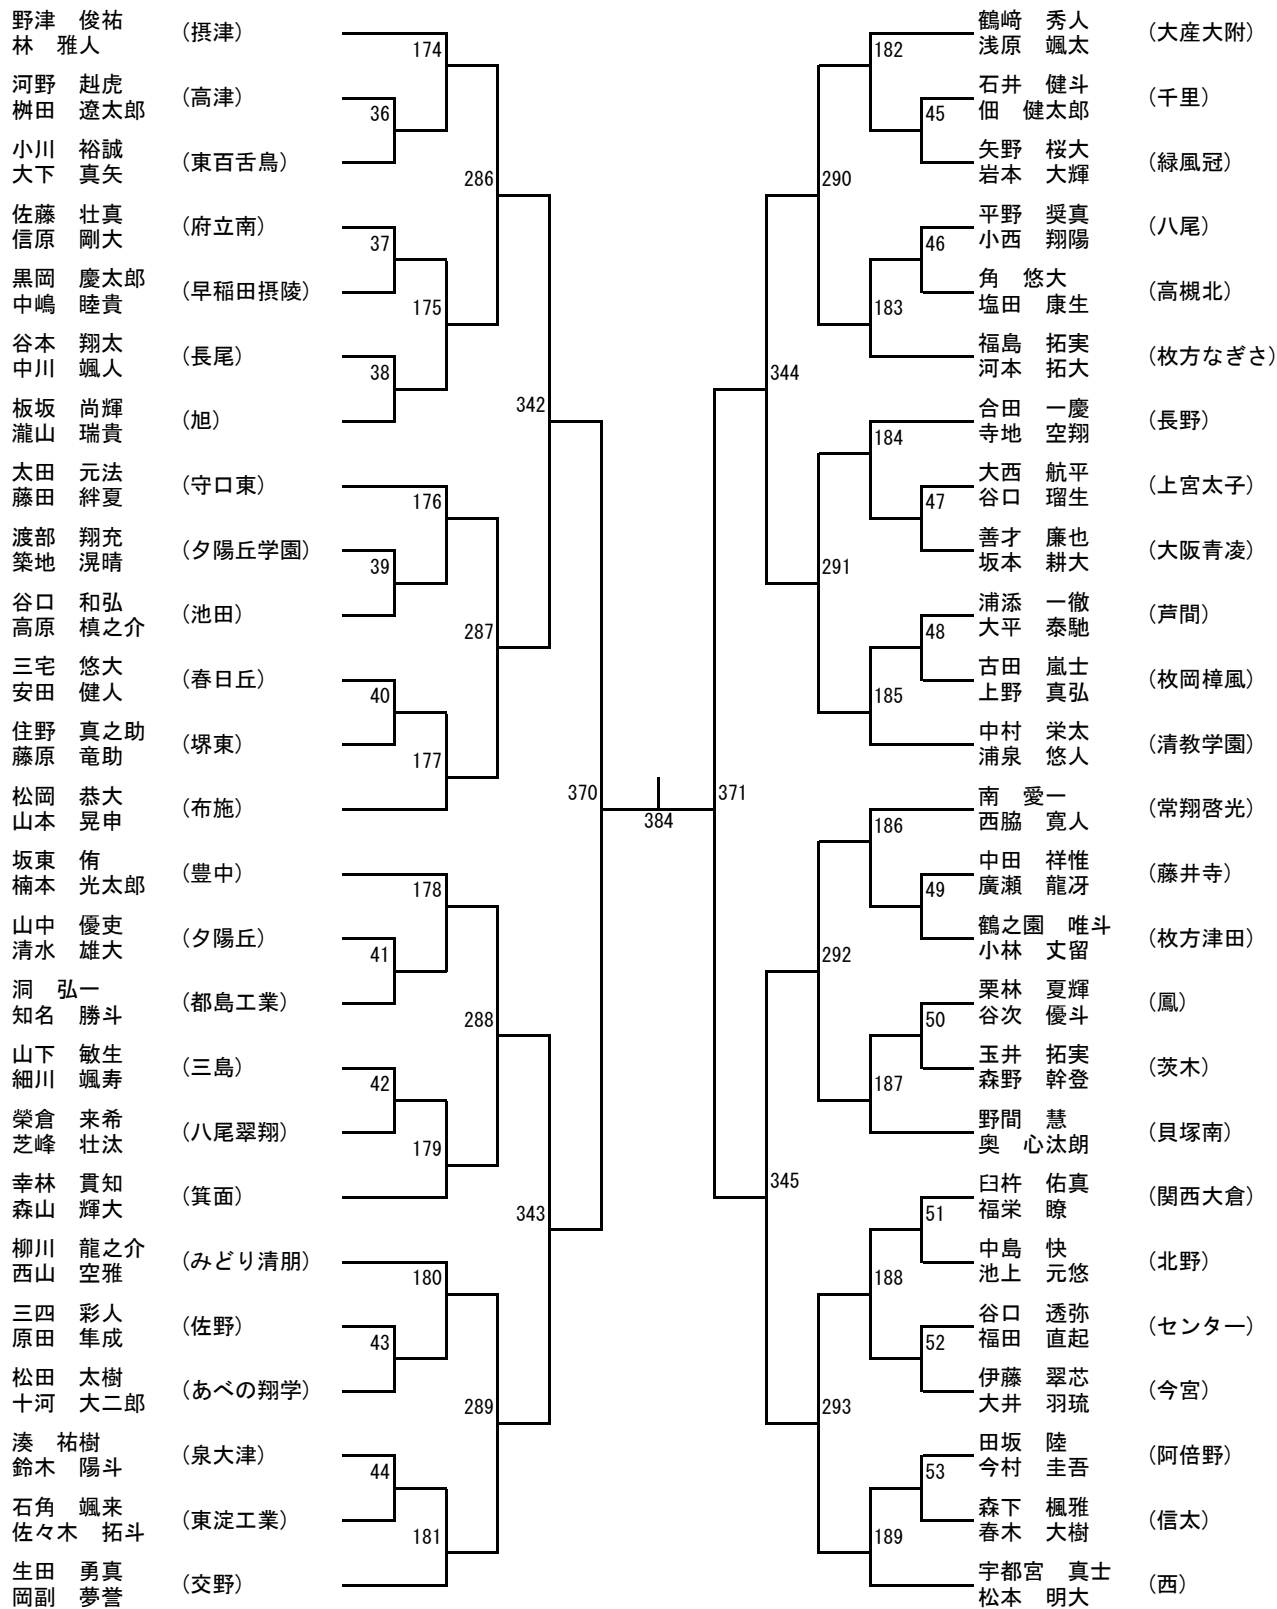 野津　俊祐
林　雅人
（摂津）
174
河野　赳虎
桝田　遼太郎
（高津）
36
小川　裕誠
大下　真矢
（東百舌鳥）
286
佐藤　壮真
信原　剛大
（府立南）
37
黒岡　慶太郎
中嶋　睦貴
（早稲田摂陵）
175
谷本　翔太
中川　颯人
（長尾）
38
板坂　尚輝
瀧山　瑞貴
（旭）
342
太田　元法
藤田　絆夏
（守口東）
176
渡部　翔充
築地　滉晴
（夕陽丘学園）
39
谷口　和弘
高原　槙之介
（池田）
287
三宅　悠大
安田　健人
（春日丘）
40
住野　真之助
藤原　竜助
（堺東）
177
松岡　恭大
山本　晃申
（布施）
370
坂東　侑
楠本　光太郎
（豊中）
178
山中　優吏
清水　雄大
（夕陽丘）
41
洞　弘一
知名　勝斗
（都島工業）
288
山下　敏生
細川　颯寿
（三島）
42
榮倉　来希
芝峰　壮汰
（八尾翠翔）
179
幸林　貫知
森山　輝大
（箕面）
343
柳川　龍之介
西山　空雅
（みどり清朋）
180
三四　彩人
原田　隼成
（佐野）
43
松田　太樹
十河　大二郎
（あべの翔学）
289
湊　祐樹
鈴木　陽斗
（泉大津）
44
石角　颯来
佐々木　拓斗
（東淀工業）
181
生田　勇真
岡副　夢誉
（交野）
384
鶴﨑　秀人
浅原　颯太
（大産大附）
182
石井　健斗
佃　健太郎
（千里）
45
矢野　桜大
岩本　大輝
（緑風冠）
290
平野　奨真
小西　翔陽
（八尾）
46
角　悠大
塩田　康生
（高槻北）
183
福島　拓実
河本　拓大
（枚方なぎさ）
344
合田　一慶
寺地　空翔
（長野）
184
大西　航平
谷口　瑠生
（上宮太子）
47
善才　廉也
坂本　耕大
（大阪青凌）
291
浦添　一徹
大平　泰馳
（芦間）
48
古田　嵐士
上野　真弘
（枚岡樟風）
185
中村　栄太
浦泉　悠人
（清教学園）
371
南　愛一
西脇　寛人
（常翔啓光）
186
中田　祥惟
廣瀬　龍冴
（藤井寺）
49
鶴之園　唯斗
小林　丈留
（枚方津田）
292
栗林　夏輝
谷次　優斗
（鳳）
50
玉井　拓実
森野　幹登
（茨木）
187
野間　慧
奥　心汰朗
（貝塚南）
345
臼杵　佑真
福栄　瞭
（関西大倉）
51
中島　快
池上　元悠
（北野）
188
谷口　透弥
福田　直起
（センター）
52
伊藤　翠芯
大井　羽琉
（今宮）
293
田坂　陸
今村　圭吾
（阿倍野）
53
森下　楓雅
春木　大樹
（信太）
189
宇都宮　真士
松本　明大
（西）